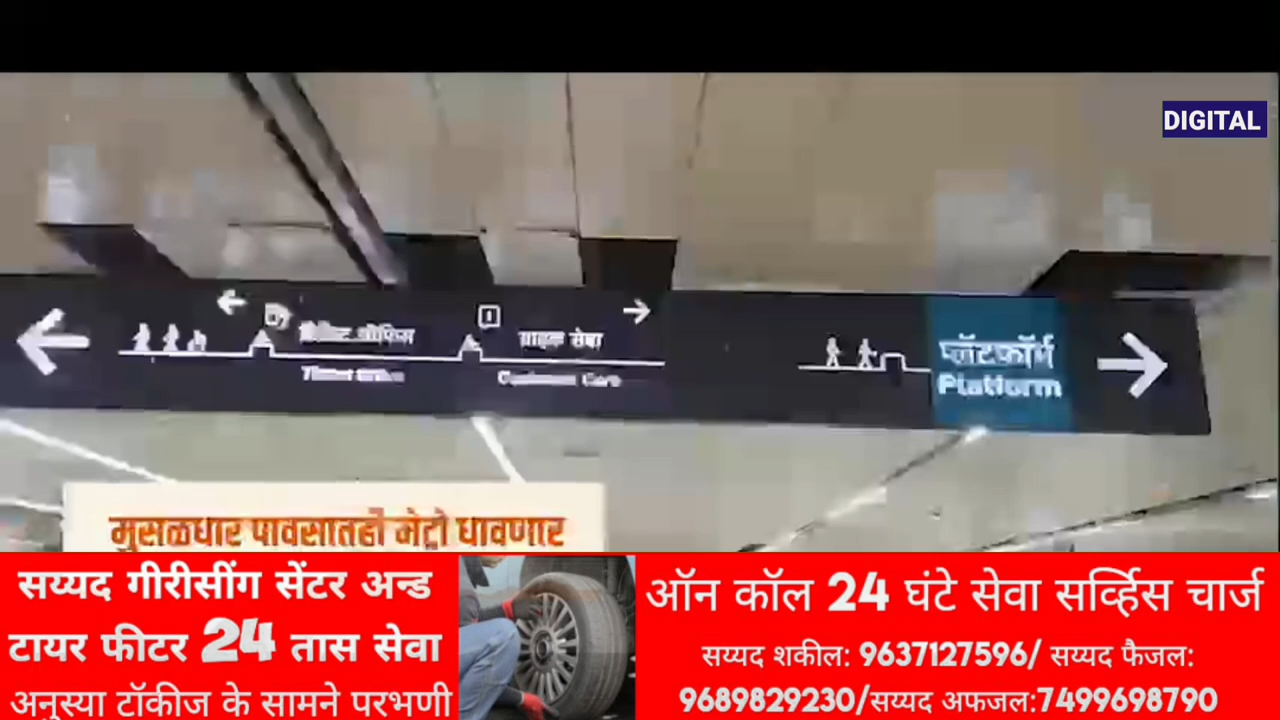 DIGITAL
ग्राहक सेवा
Customer Care
प्लॅटफॉर्म
Platform
मुसळधार पावसातही मेट्रो धावणार
सय्यद गीरीसींग सेंटर अन्ड
टायर फीटर 24 तास सेवा
अनुस्या टॉकीज के सामने परभणी
ऑन कॉल 24 घंटे सेवा सर्व्हिस चार्ज
सय्यद शकील: 9637127596/ सय्यद फैजल:
9689829230/सय्यद अफजल:7499698790